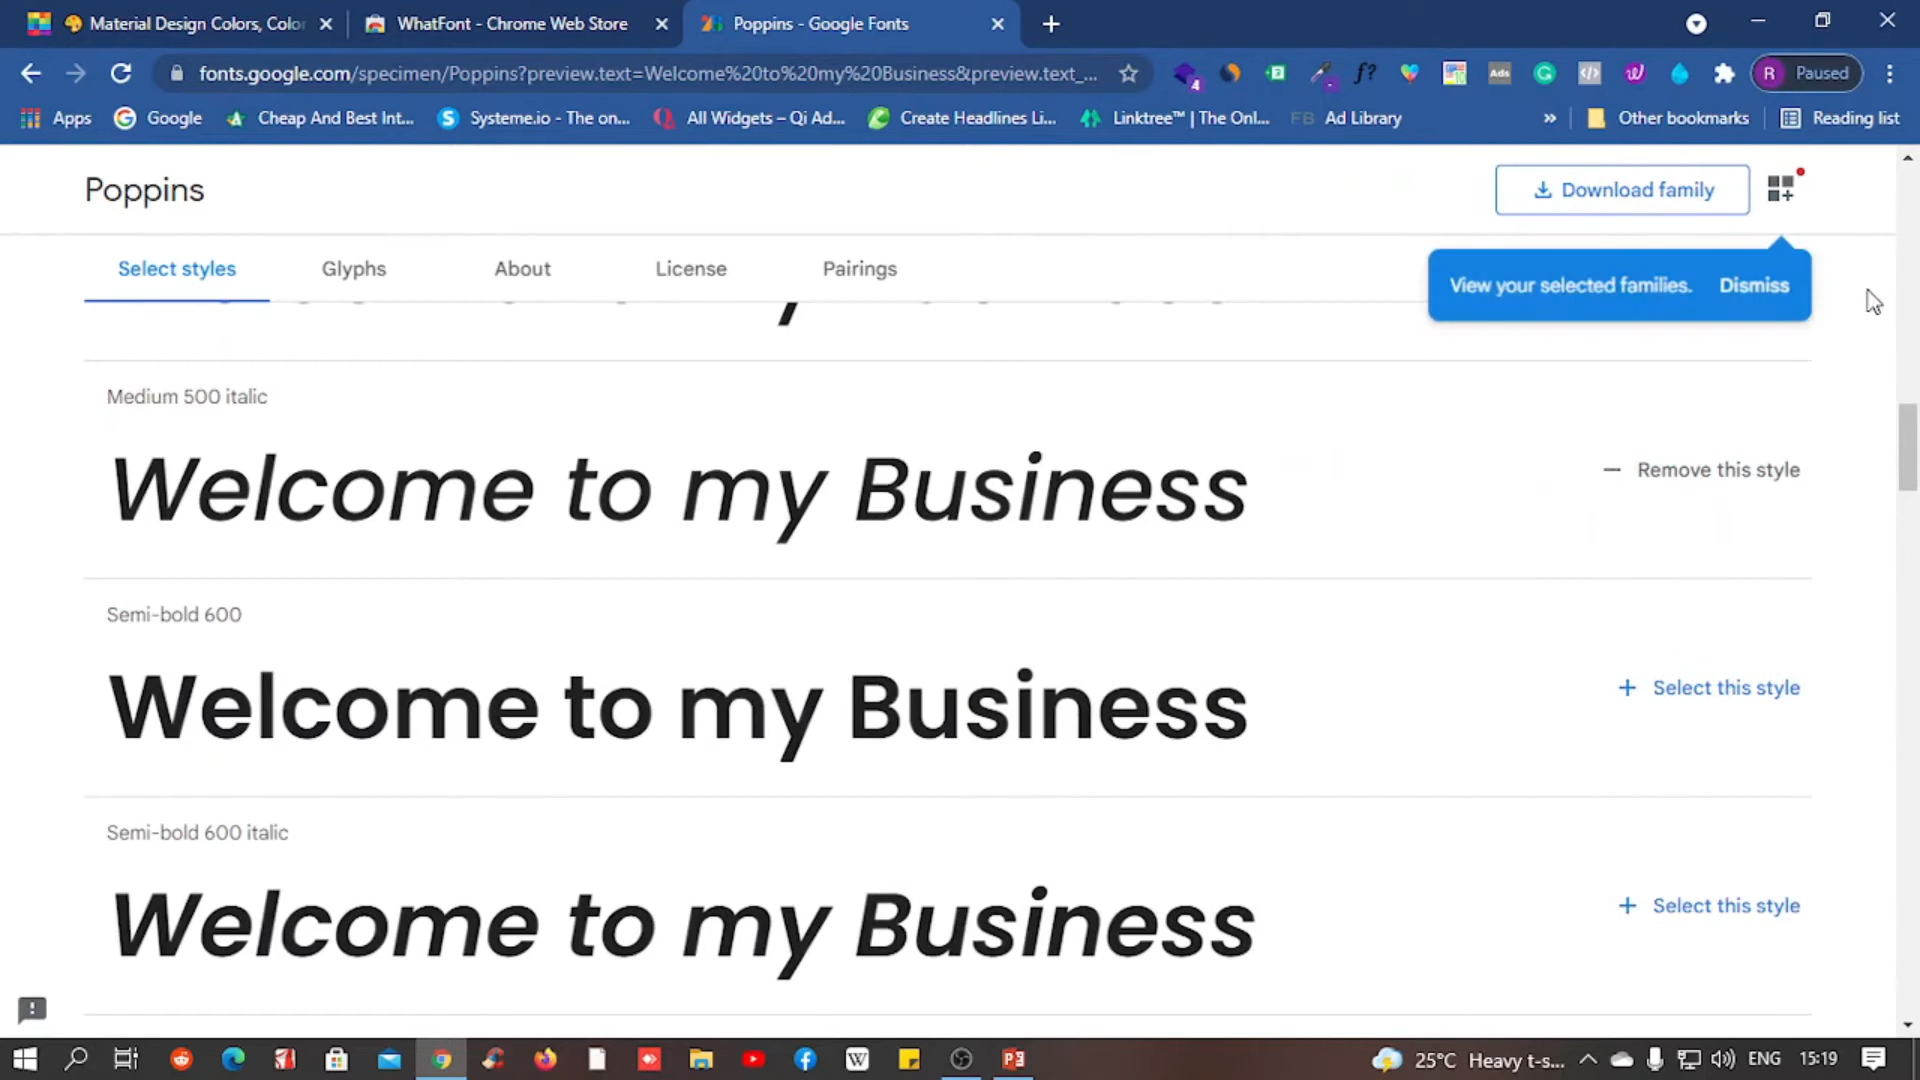 Material Design Colors, Color
WhatFont - Chrome Web Store
Poppins - Google Fonts
fonts.google.com/specimen/Poppins?preview.text=Welcome%20to%20my%20Business&preview.text_...
4
f?
Ads
R Paused
Apps
Google
Cheap And Best Int...
Systeme.io - The on...
All Widgets – Qi Ad...
Create Headlines Li...
Linktree™ | The Onl...
FB Ad Library
»
Other bookmarks
Reading list
Poppins
Download family
Select styles
Glyphs
About
License
Pairings
View your selected families. Dismiss
Medium 500 italic
Welcome to my Business
Remove this style
Semi-bold 600
Welcome to my Business
Select this style
Semi-bold 600 italic
Welcome to my Business
Select this style
25°C Heavy t-s...
ENG
15:19